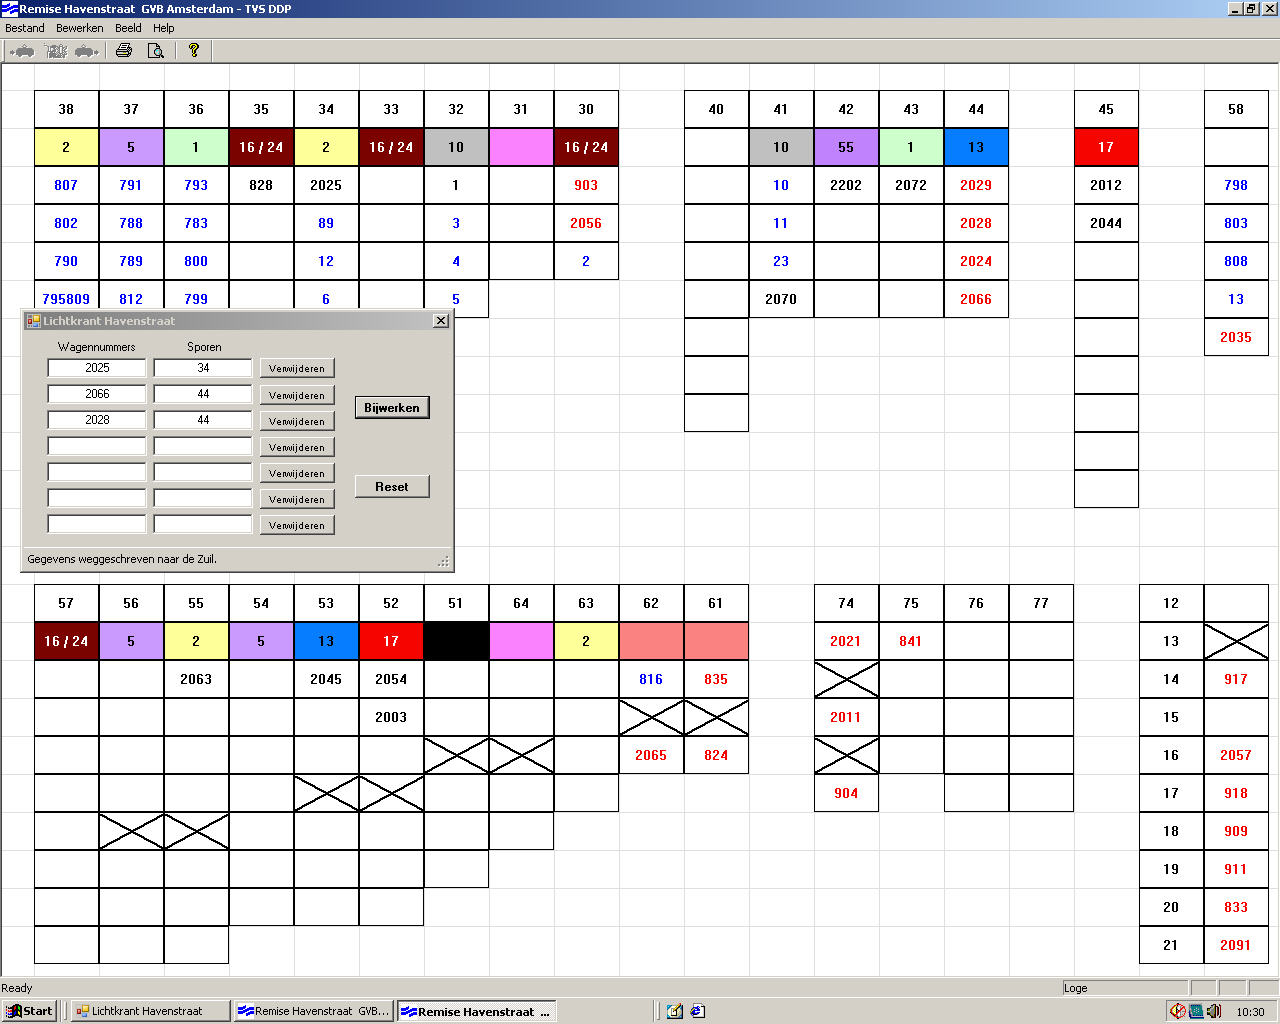 Remise Havenstraat GVB Amsterdam - TVS DDP
Bestand Bewerken Beeld Help
38 37 36 35 34 33 32 31 30 40 41 42 43 44 45 58
2 5 1 16 / 24 2 16 / 24 10 16 / 24 10 55 1 13 17
807 791 793 828 2025 1 903 10 2202 2072 2029 2012 798
802 788 783 89 3 2056 11 2028 2044 803
790 789 800 12 4 2 23 2024 808
795809 812 799 6 5 2070 2066 13
2035
Lichtkrant Havenstraat
Wagennummers Sporen
2025 34 Verwijderen
2066 44 Verwijderen
2028 44 Verwijderen
Verwijderen
Verwijderen
Verwijderen
Verwijderen
Bijwerken
Reset
Gegevens weggeschreven naar de Zuil.
57 56 55 54 53 52 51 64 63 62 61 74 75 76 77 12
16 / 24 5 2 5 13 17 2 2021 841 13
2063 2045 2054 816 835 14 917
2003 2011 15
2065 824 16 2057
904 17 918
18 909
19 911
20 833
21 2091
Ready Loge
Start Lichtkrant Havenstraat Remise Havenstraat GVB... Remise Havenstraat ... 10:30